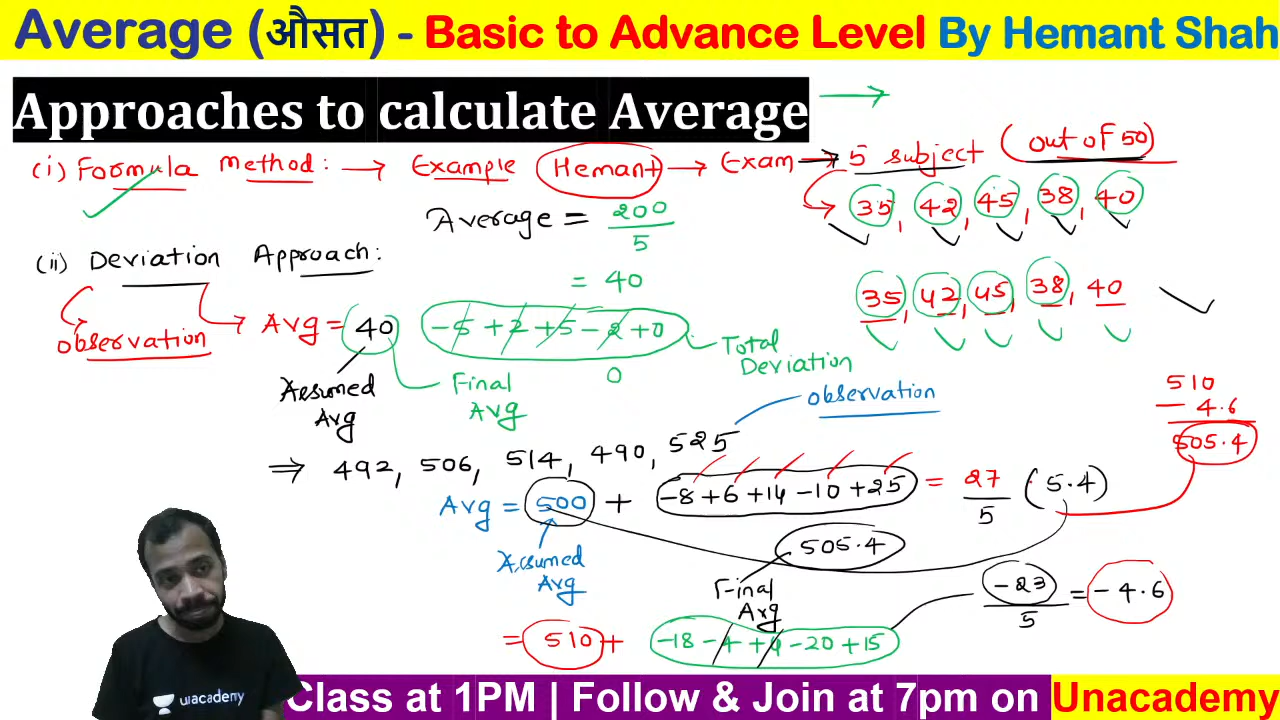 Average (औसत) - Basic to Advance Level By Hemant Shah
Approaches to calculate Average →
(i) Formula method: → Example Hemant → Exam → 5 subject (out of 50)
35, 42, 45, 38, 40
Average = 200/5
= 40
(ii) Deviation Approach:
35, 42, 45, 38, 40
observation
Avg = 40 -5 +2 +5 -2 +0
Total Deviation
0
Assumed Avg
Final Avg
observation
510
- 4.6
505.4
⇒ 492, 506, 514, 490, 525
Avg = 500 + -8 +6 +14 -10 +25 = 27/5 (5.4)
Assumed Avg
505.4
Final Avg
-23/5 = -4.6
= 510 + -18 -4 +4 -20 +15
unacademy
Class at 1PM | Follow & Join at 7pm on Unacademy